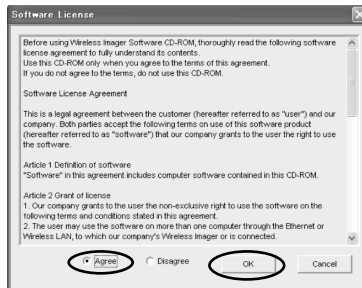 Software License
Before using Wireless Imager Software CD-ROM, thoroughly read the following software
license agreement to fully understand its contents.
Use this CD-ROM only when you agree to the terms of this agreement.
If you do not agree to the terms, do not use this CD-ROM.
Software License Agreement
This is a legal agreement between the customer (hereafter referred to as "user") and our
company. Both parties accept the following terms on use of this software product
(hereafter referred to as "software") that our company grants to the user the right to use
the software.
Article 1 Definition of software
"Software" in this agreement includes computer software contained in this CD-ROM.
Article 2 Grant of license
1. Our company grants to the user the non-exclusive right to use the software on the
following terms and conditions stated in this agreement.
2. The user may use the software on more than one computer through the Ethernet or
Wireless LAN, to which our company's Wireless Imager or is connected.
Agree Disagree OK Cancel